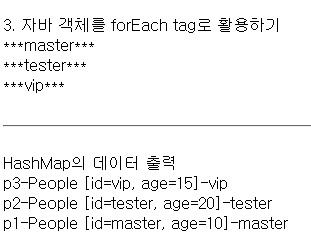 3. 자바 객체를 forEach tag로 활용하기
***master***
***tester***
***vip***
HashMap의 데이터 출력
p3-People [id=vip, age=15]-vip
p2-People [id=tester, age=20]-tester
p1-People [id=master, age=10]-master